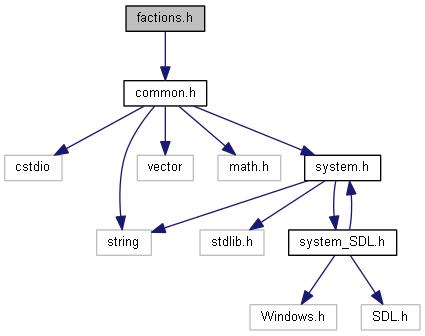 factions.h
common.h
cstdio
vector
math.h
system.h
string
stdlib.h
system_SDL.h
Windows.h
SDL.h